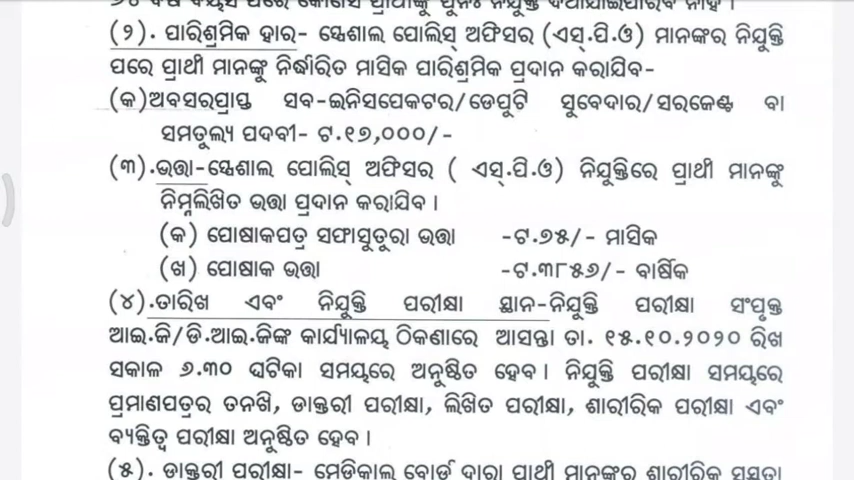 (୨). ପାରିଶ୍ରମିକ ହାର- ସ୍ପେଶାଲ ପୋଲିସ୍ ଅଫିସର (ଏସ୍.ପି.ଓ) ମାନଙ୍କର ନିଯୁକ୍ତି
ପରେ ପ୍ରାର୍ଥୀ ମାନଙ୍କୁ ନିର୍ଦ୍ଧାରିତ ମାସିକ ପାରିଶ୍ରମିକ ପ୍ରଦାନ କରାଯିବ-
(କ)ଅବସରପ୍ରାପ୍ତ ସବ-ଇନିସପେକଟର/ଡେପୁଟି ସୁବେଦାର/ସରଜେଣ୍ଟ ବା
ସମତୁଲ୍ୟ ପଦବୀ- ଟ.୧୭,୦୦୦/-
(୩).ଭତ୍ତା-ସ୍ପେଶାଲ ପୋଲିସ୍ ଅଫିସର ( ଏସ୍.ପି.ଓ) ନିଯୁକ୍ତିରେ ପ୍ରାର୍ଥୀ ମାନଙ୍କୁ
ନିମ୍ନଲିଖିତ ଭତ୍ତା ପ୍ରଦାନ କରାଯିବ।
(କ) ପୋଷାକପତ୍ର ସଫାସୁତୁରା ଭତ୍ତା -ଟ.୭୫/- ମାସିକ
(ଖ) ପୋଷାକ ଭତ୍ତା -ଟ.୩୮୫୬/- ବାର୍ଷିକ
(୪).ତାରିଖ ଏବଂ ନିଯୁକ୍ତି ପରୀକ୍ଷା ସ୍ଥାନ-ନିଯୁକ୍ତି ପରୀକ୍ଷା ସଂପୃକ୍ତ
ଆଇ.ଜି/ଡି.ଆଇ.ଜିଙ୍କ କାର୍ଯ୍ୟାଳୟ ଠିକଣାରେ ଆସନ୍ତା ତା. ୧୫.୧୦.୨୦୨୦ ରିଖ
ସକାଳ ୬.୩୦ ଘଟିକା ସମୟରେ ଅନୁଷ୍ଠିତ ହେବ। ନିଯୁକ୍ତି ପରୀକ୍ଷା ସମୟରେ
ପ୍ରମାଣପତ୍ରର ତନଖି, ଡାକ୍ତରୀ ପରୀକ୍ଷା, ଲିଖିତ ପରୀକ୍ଷା, ଶାରୀରିକ ପରୀକ୍ଷା ଏବଂ
ବ୍ୟକ୍ତିତ୍ୱ ପରୀକ୍ଷା ଅନୁଷ୍ଠିତ ହେବ।
(୫). ଡାକ୍ତରୀ ପରୀକ୍ଷା- ମେଡିକାଲ୍ ବୋର୍ଡ ଦ୍ୱାରା ପ୍ରାର୍ଥୀ ମାନଙ୍କର ଶାରୀରିକ